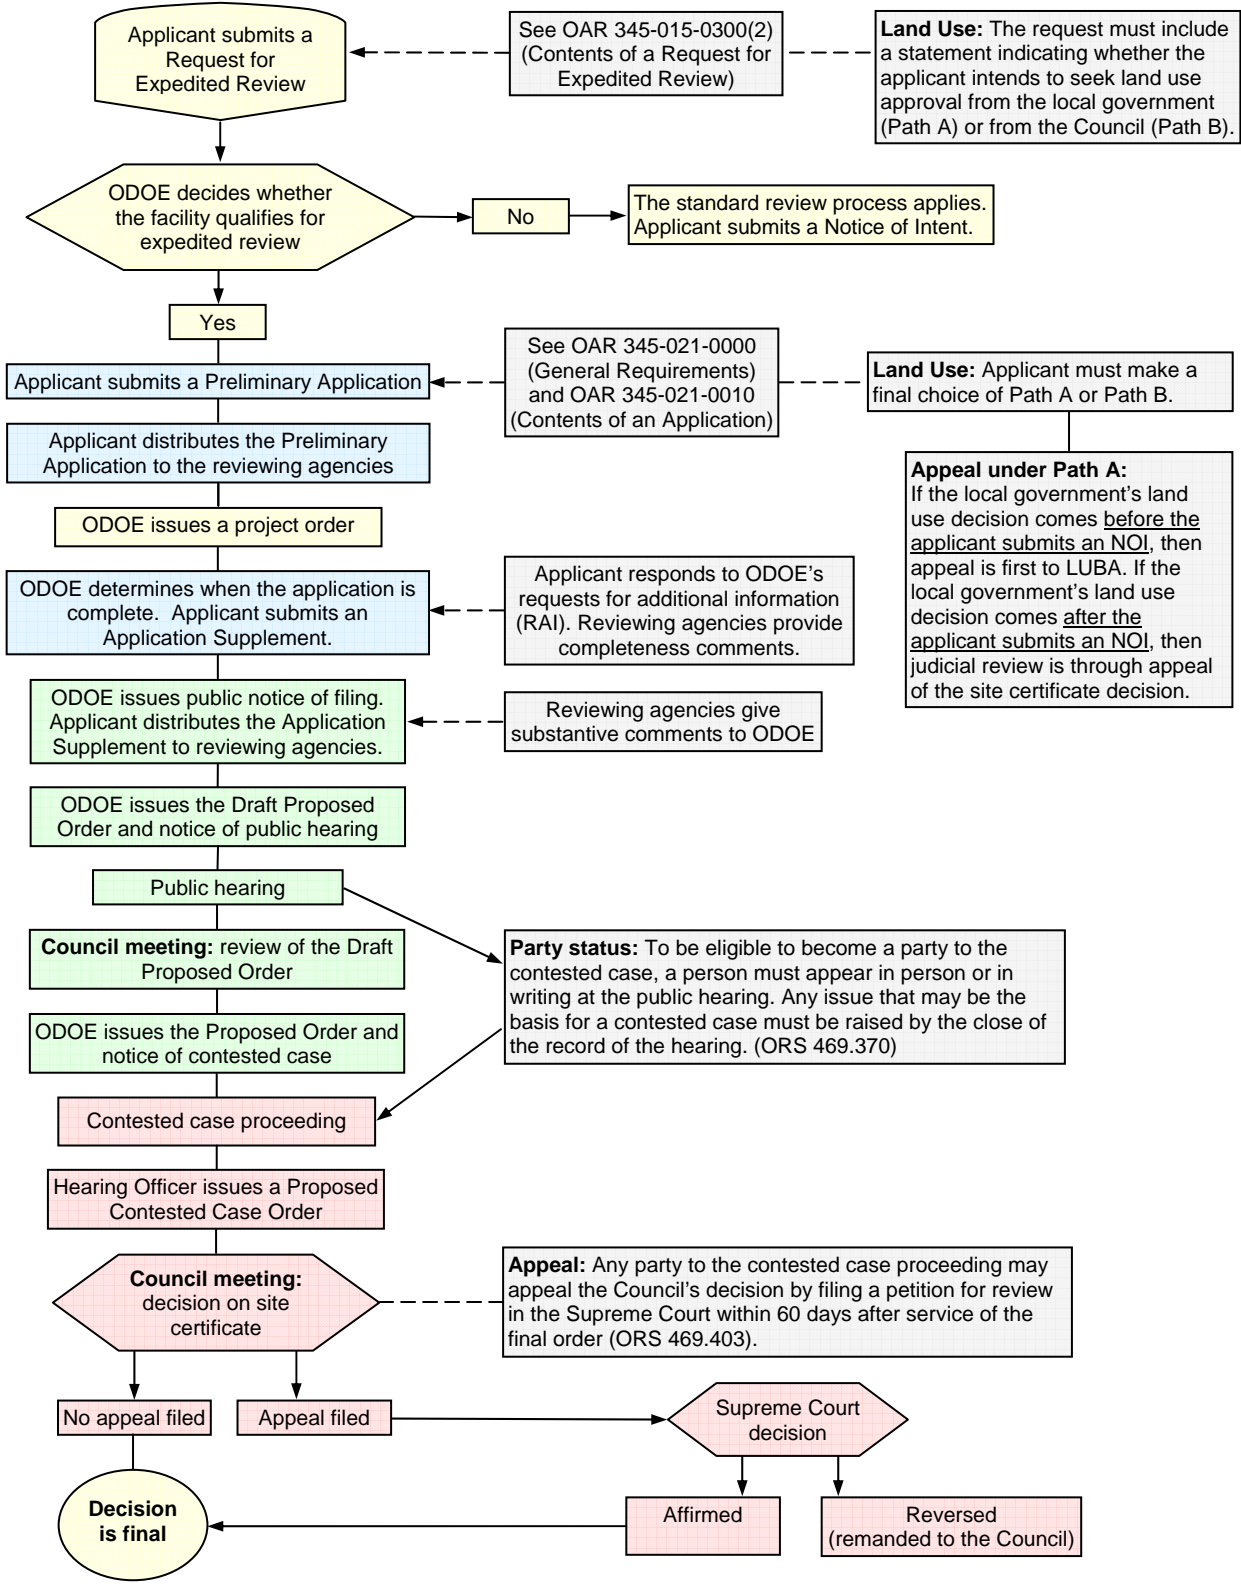 Applicant submits a
Request for
Expedited Review
See OAR 345-015-0300(2)
(Contents of a Request for
Expedited Review)
Land Use: The request must include
a statement indicating whether the
applicant intends to seek land use
approval from the local government
(Path A) or from the Council (Path B).
ODOE decides whether
the facility qualifies for
expedited review
No
The standard review process applies.
Applicant submits a Notice of Intent.
Yes
Applicant submits a Preliminary Application
See OAR 345-021-0000
(General Requirements)
and OAR 345-021-0010
(Contents of an Application)
Land Use: Applicant must make a
final choice of Path A or Path B.
Applicant distributes the Preliminary
Application to the reviewing agencies
Appeal under Path A:
If the local government’s land
use decision comes before the
applicant submits an NOI, then
appeal is first to LUBA. If the
local government’s land use
decision comes after the
applicant submits an NOI, then
judicial review is through appeal
of the site certificate decision.
ODOE issues a project order
ODOE determines when the application is
complete. Applicant submits an
Application Supplement.
Applicant responds to ODOE’s
requests for additional information
(RAI). Reviewing agencies provide
completeness comments.
ODOE issues public notice of filing.
Applicant distributes the Application
Supplement to reviewing agencies.
Reviewing agencies give
substantive comments to ODOE
ODOE issues the Draft Proposed
Order and notice of public hearing
Public hearing
Council meeting: review of the Draft
Proposed Order
Party status: To be eligible to become a party to the
contested case, a person must appear in person or in
writing at the public hearing. Any issue that may be the
basis for a contested case must be raised by the close of
the record of the hearing. (ORS 469.370)
ODOE issues the Proposed Order and
notice of contested case
Contested case proceeding
Hearing Officer issues a Proposed
Contested Case Order
Council meeting:
decision on site
certificate
Appeal: Any party to the contested case proceeding may
appeal the Council’s decision by filing a petition for review
in the Supreme Court within 60 days after service of the
final order (ORS 469.403).
No appeal filed
Appeal filed
Supreme Court
decision
Decision
is final
Affirmed
Reversed
(remanded to the Council)